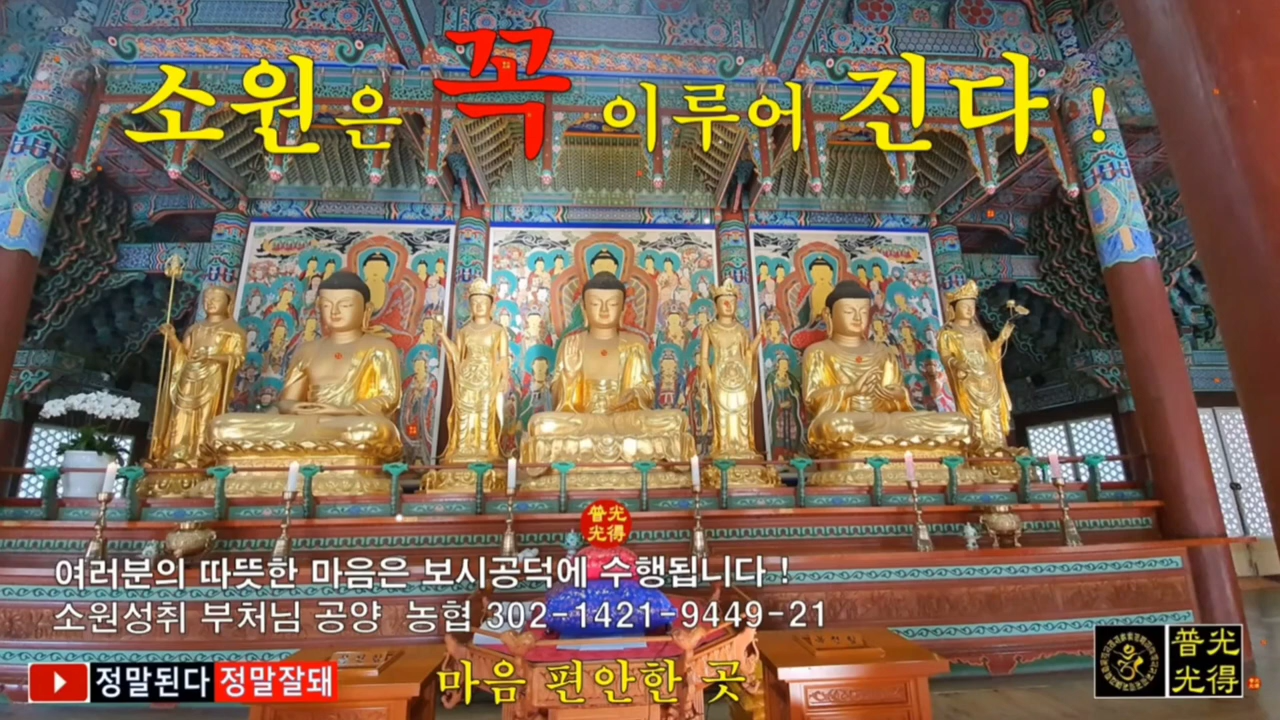 소원은 꼭 이루어 진다 !
普光
光得
여러분의 따뜻한 마음은 보시공덕에 수행됩니다 !
소원성취 부처님 공양 농협 302-1421-9449-21
정말된다 정말잘돼
마음 편안한 곳
普光
光得